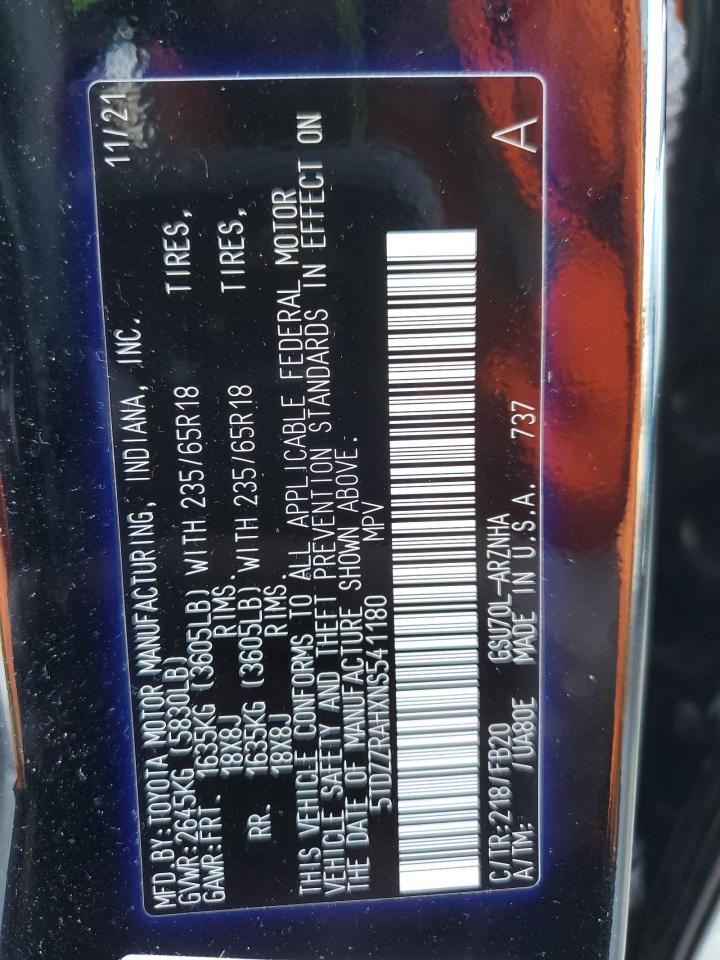 MFD. BY: TOYOTA MOTOR MANUFACTURING, INDIANA, INC. 11/21
GVWR: 2645KG (5830LB)
GAWR: FRT. 1635KG (3605LB) WITH 235/65R18 TIRES,
18X8J RIMS.
RR. 1635KG (3605LB) WITH 235/65R18 TIRES,
18X8J RIMS
THIS VEHICLE CONFORMS TO ALL APPLICABLE FEDERAL MOTOR
VEHICLE SAFETY AND THEFT PREVENTION STANDARDS IN EFFECT ON
THE DATE OF MANUFACTURE SHOWN ABOVE.
5TDZZRAHXNS541180 MPV
C/TR: 218/FB20 GSU70L-ARZNHA
A/TM: /UA80E MADE IN U.S.A. 737 A